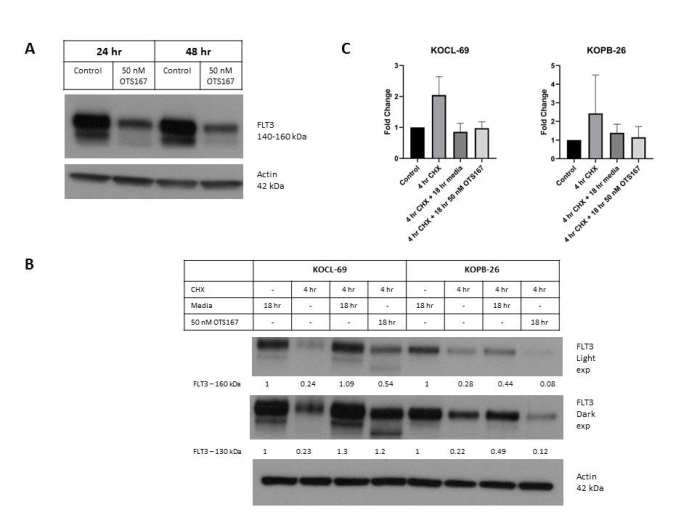 A
24 hr 48 hr
Control 50 nM OTS167 Control 50 nM OTS167
FLT3
140-160 kDa
Actin
42 kDa
C
KOCL-69
Fold Change
3
2
1
0
Control
4 hr CHX
4 hr CHX + 18 hr media
4 hr CHX + 18 hr 50 nM OTS167
KOPB-26
Fold Change
5
4
3
2
1
0
Control
4 hr CHX
4 hr CHX + 18 hr media
4 hr CHX + 18 hr 50 nM OTS167
B
KOCL-69 KOPB-26
CHX - 4 hr 4 hr 4 hr - 4 hr 4 hr 4 hr
Media 18 hr - 18 hr - 18 hr - 18 hr -
50 nM OTS167 - - - 18 hr - - - 18 hr
FLT3
Light
exp
FLT3 – 160 kDa 1 0.24 1.09 0.54 1 0.28 0.44 0.08
FLT3
Dark
exp
FLT3 – 130 kDa 1 0.23 1.3 1.2 1 0.22 0.49 0.12
Actin
42 kDa